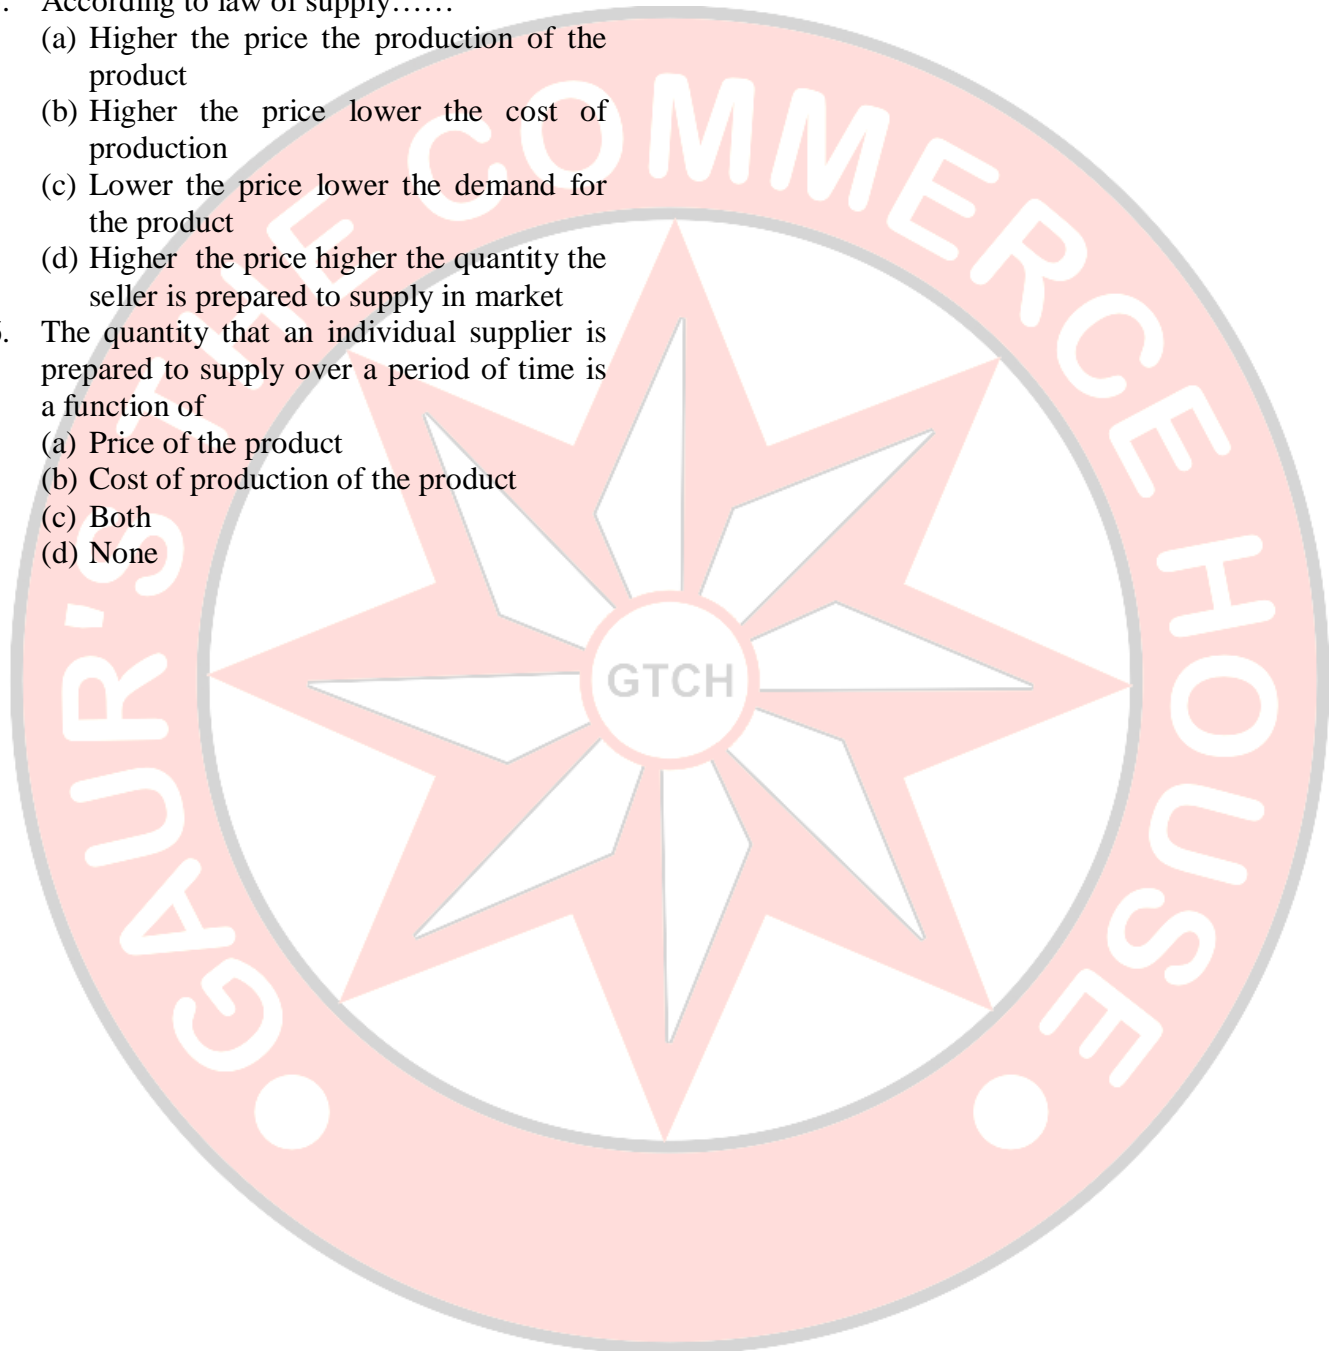 . According to law of supply……
(a) Higher the price the production of the
product
(b) Higher the price lower the cost of
production
(c) Lower the price lower the demand for
the product
(d) Higher the price higher the quantity the
seller is prepared to supply in market
. The quantity that an individual supplier is
prepared to supply over a period of time is
a function of
(a) Price of the product
(b) Cost of production of the product
(c) Both
(d) None
GAUR'S THE COMMERCE HOUSE
GTCH